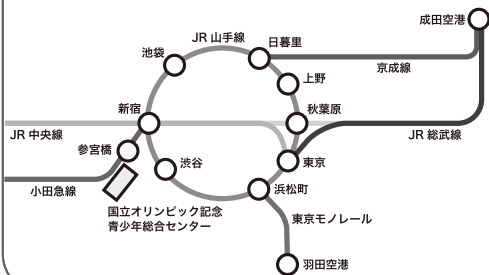 成田空港
JR 山手線
日暮里
池袋
京成線
上野
新宿
秋葉原
JR 中央線
JR 総武線
参宮橋
渋谷
東京
小田急線
浜松町
国立オリンピック記念
青少年総合センター
東京モノレール
羽田空港